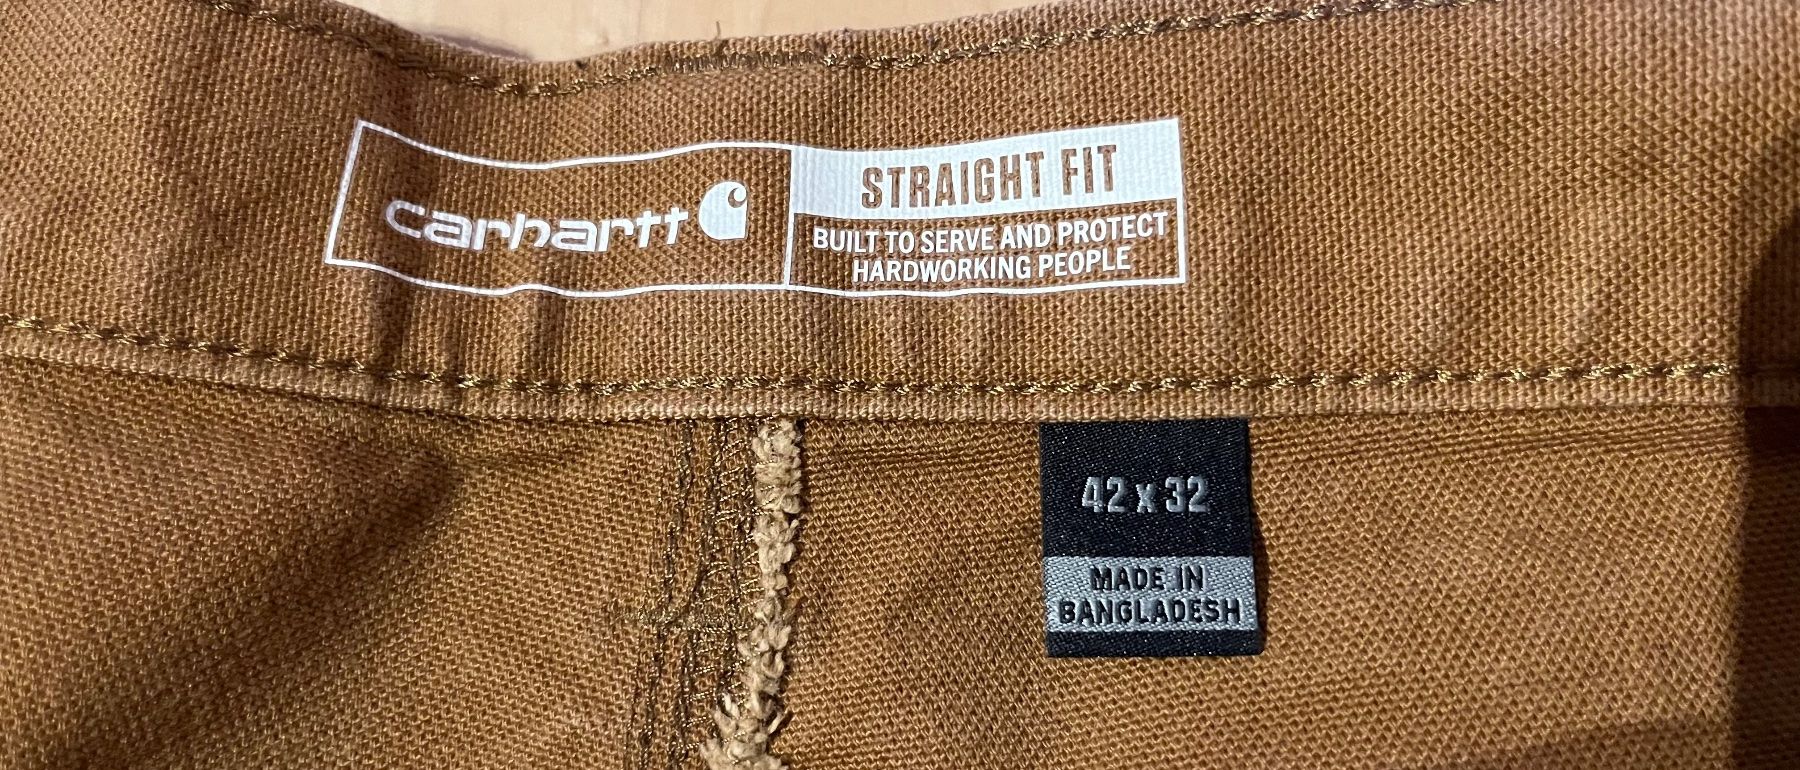 carhartt
STRAIGHT FIT
BUILT TO SERVE AND PROTECT
HARDWORKING PEOPLE
42 x 32
MADE IN
BANGLADESH